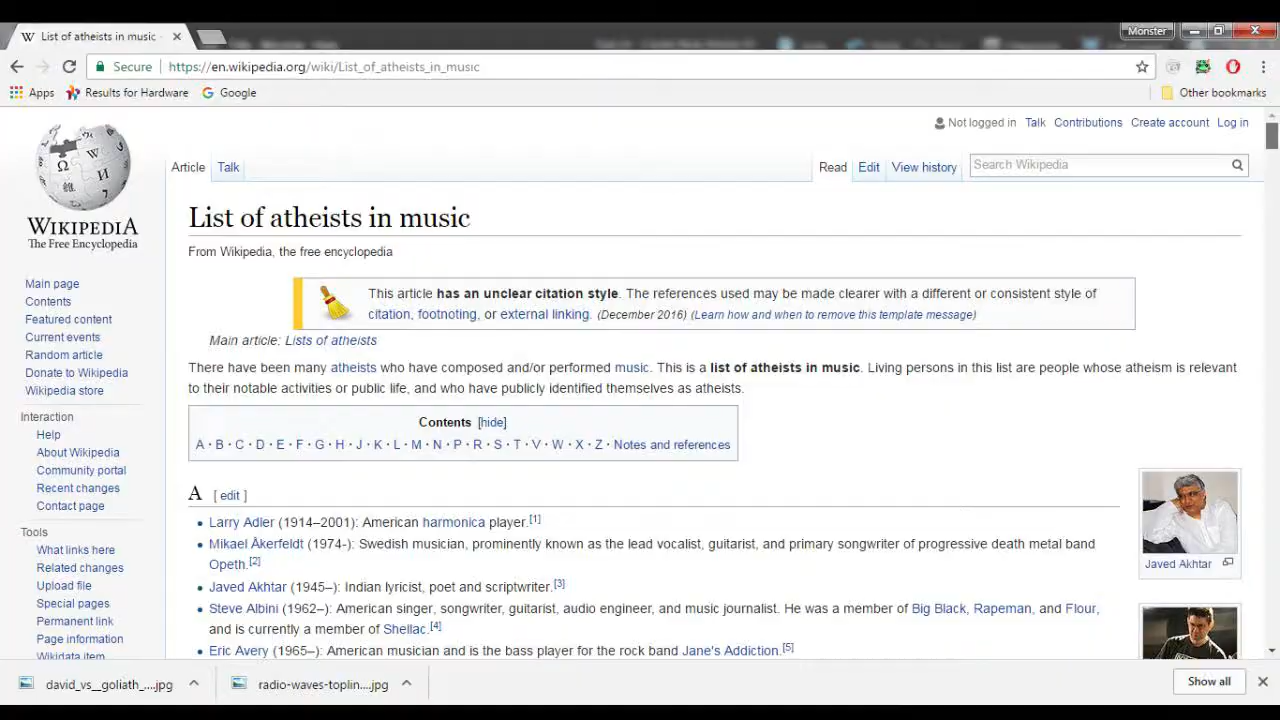 List of atheists in music
Monster
Secure
https://en.wikipedia.org/wiki/List_of_atheists_in_music
Apps
Results for Hardware
Google
Other bookmarks
Not logged in Talk Contributions Create account Log in
Article Talk
Read Edit View history
Search Wikipedia
WIKIPEDIA
The Free Encyclopedia
Main page
Contents
Featured content
Current events
Random article
Donate to Wikipedia
Wikipedia store
Interaction
Help
About Wikipedia
Community portal
Recent changes
Contact page
Tools
What links here
Related changes
Upload file
Special pages
Permanent link
Page information
Wikidata item
List of atheists in music
From Wikipedia, the free encyclopedia
This article has an unclear citation style. The references used may be made clearer with a different or consistent style of
citation, footnoting, or external linking. (December 2016) (Learn how and when to remove this template message)
Main article: Lists of atheists
There have been many atheists who have composed and/or performed music. This is a list of atheists in music. Living persons in this list are people whose atheism is relevant
to their notable activities or public life, and who have publicly identified themselves as atheists.
Contents [hide]
A · B · C · D · E · F · G · H · J · K · L · M · N · P · R · S · T · V · W · X · Z · Notes and references
A [ edit ]
Larry Adler (1914–2001): American harmonica player.[1]
Mikael Åkerfeldt (1974-): Swedish musician, prominently known as the lead vocalist, guitarist, and primary songwriter of progressive death metal band
Opeth.[2]
Javed Akhtar (1945–): Indian lyricist, poet and scriptwriter.[3]
Steve Albini (1962–): American singer, songwriter, guitarist, audio engineer, and music journalist. He was a member of Big Black, Rapeman, and Flour,
and is currently a member of Shellac.[4]
Eric Avery (1965–): American musician and is the bass player for the rock band Jane's Addiction.[5]
Javed Akhtar
david_vs__goliath_....jpg
radio-waves-toplin....jpg
Show all